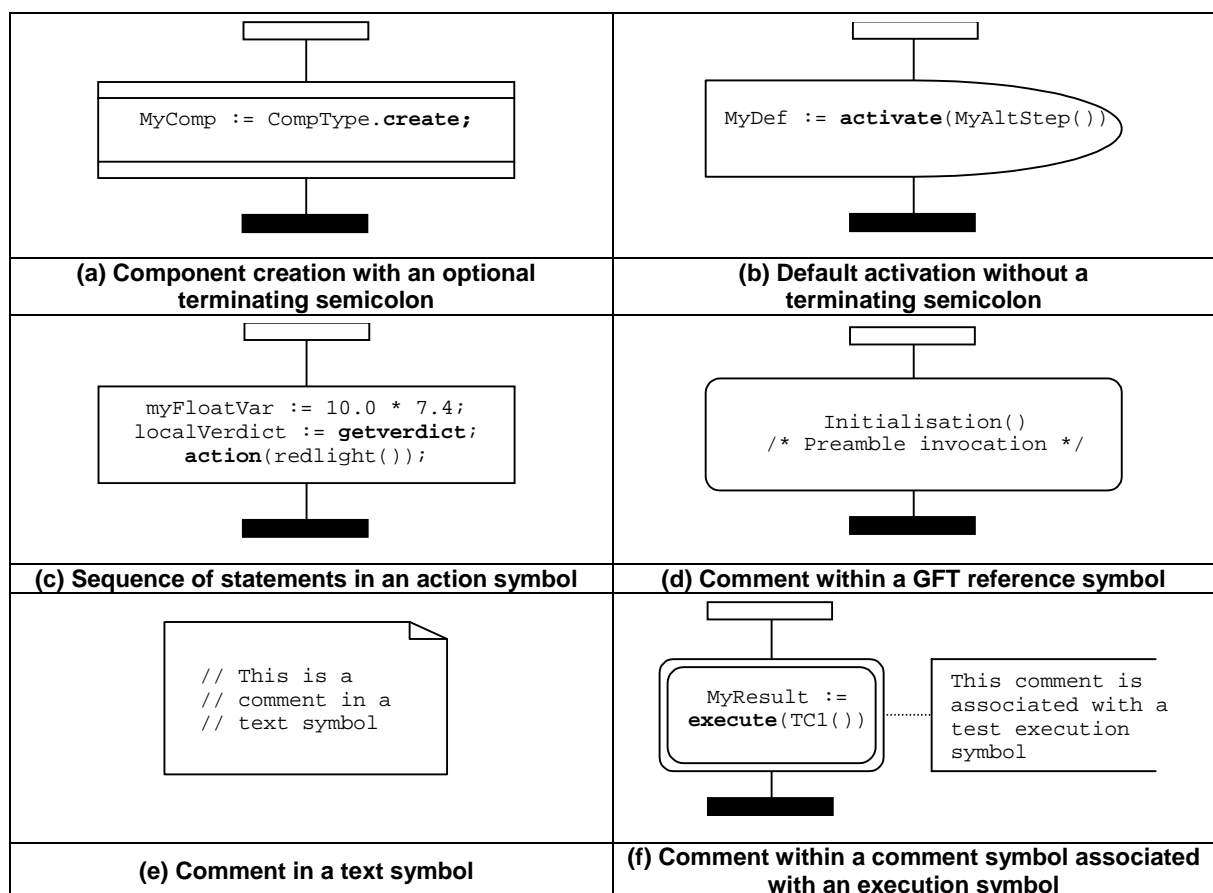 MyComp := CompType.create;
(a) Component creation with an optional
terminating semicolon
MyDef := activate(MyAltStep())
(b) Default activation without a
terminating semicolon
myFloatVar := 10.0 * 7.4;
localVerdict := getverdict;
action(redlight());
(c) Sequence of statements in an action symbol
Initialisation()
/* Preamble invocation */
(d) Comment within a GFT reference symbol
// This is a
// comment in a
// text symbol
(e) Comment in a text symbol
MyResult :=
execute(TC1())
This comment is
associated with a
test execution
symbol
(f) Comment within a comment symbol associated
with an execution symbol